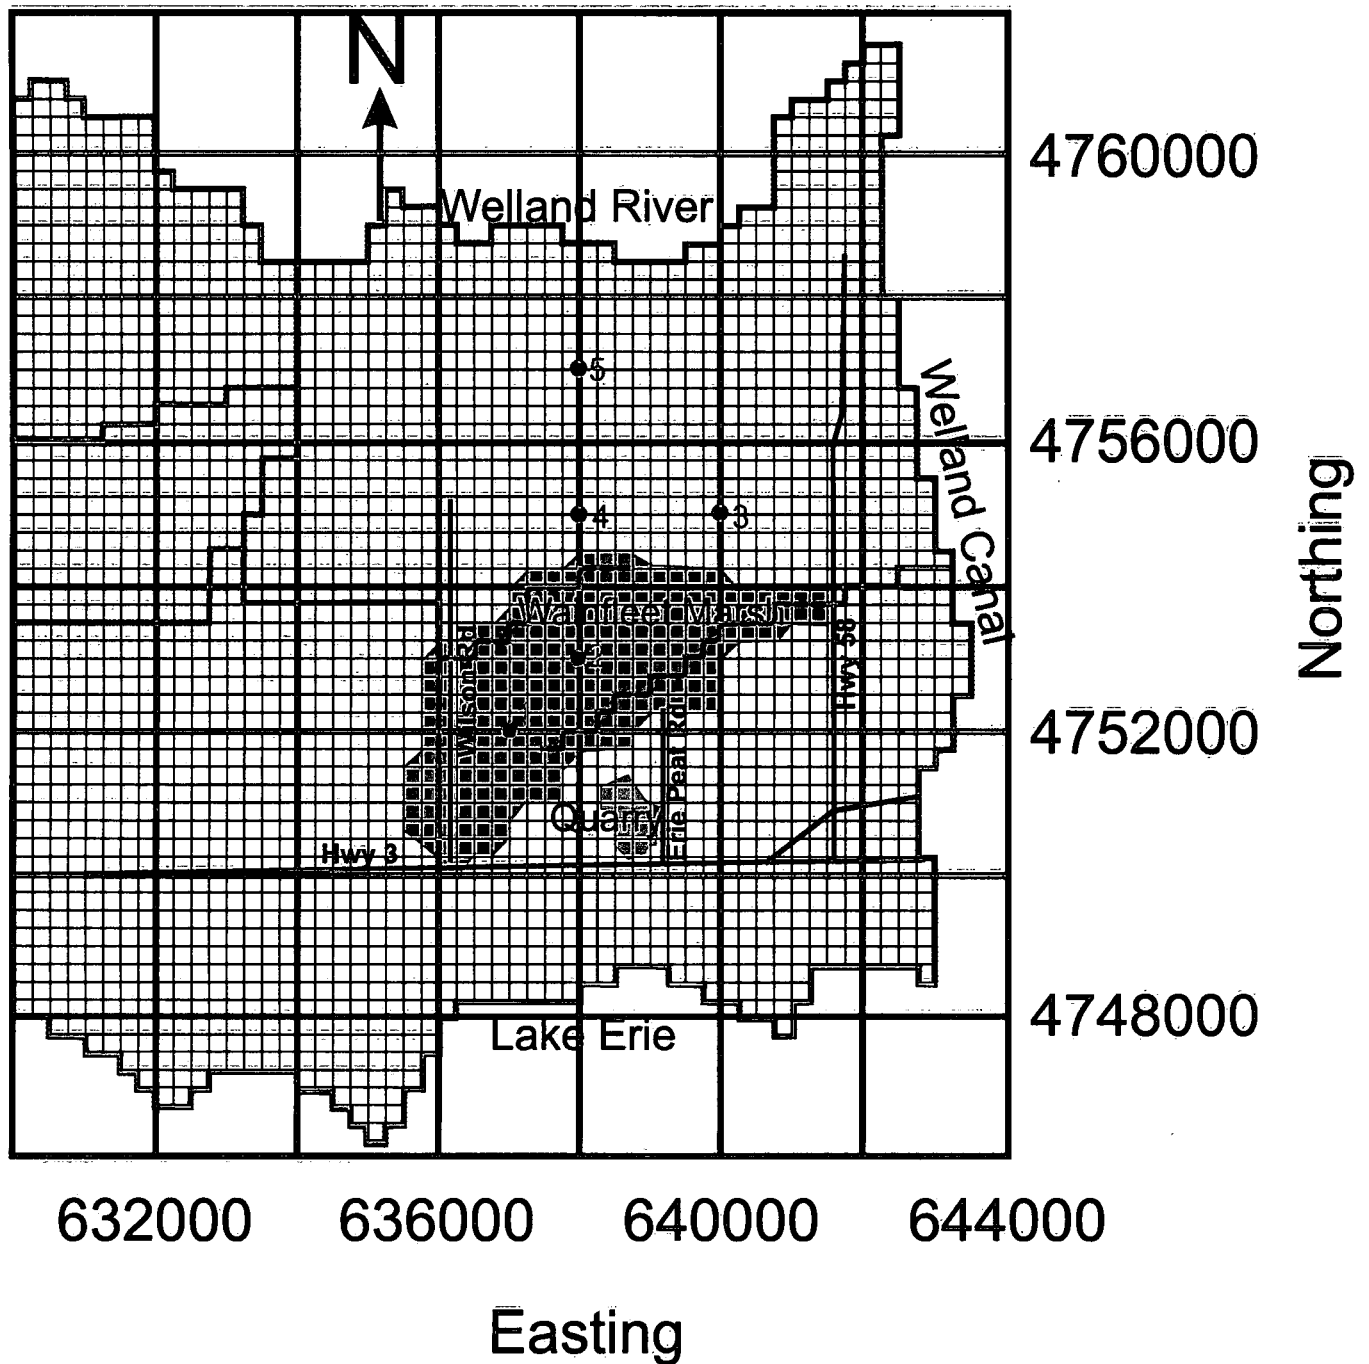 N
4760000
Welland River
5
Welland Canal
4756000
Northing
4
3
Wainfleet Marsh
Wilson Rd
Hwy 58
4752000
Erie Peat Rd
Quarry
Hwy 3
4748000
Lake Erie
632000
636000
640000
644000
Easting